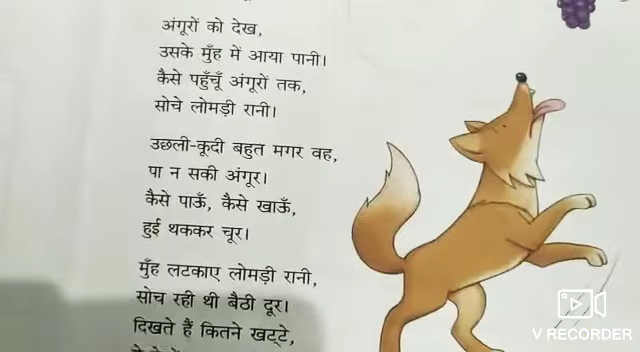 अंगूरों को देख,
उसके मुँह में आया पानी।
कैसे पहुँचूँ अंगूरों तक,
सोचे लोमड़ी रानी।
उछली-कूदी बहुत मगर वह,
पा न सकी अंगूर।
कैसे पाऊँ, कैसे खाऊँ,
हुई थककर चूर।
मुँह लटकाए लोमड़ी रानी,
सोच रही थी बैठी दूर।
दिखते हैं कितने खट्टे,
V RECORDER